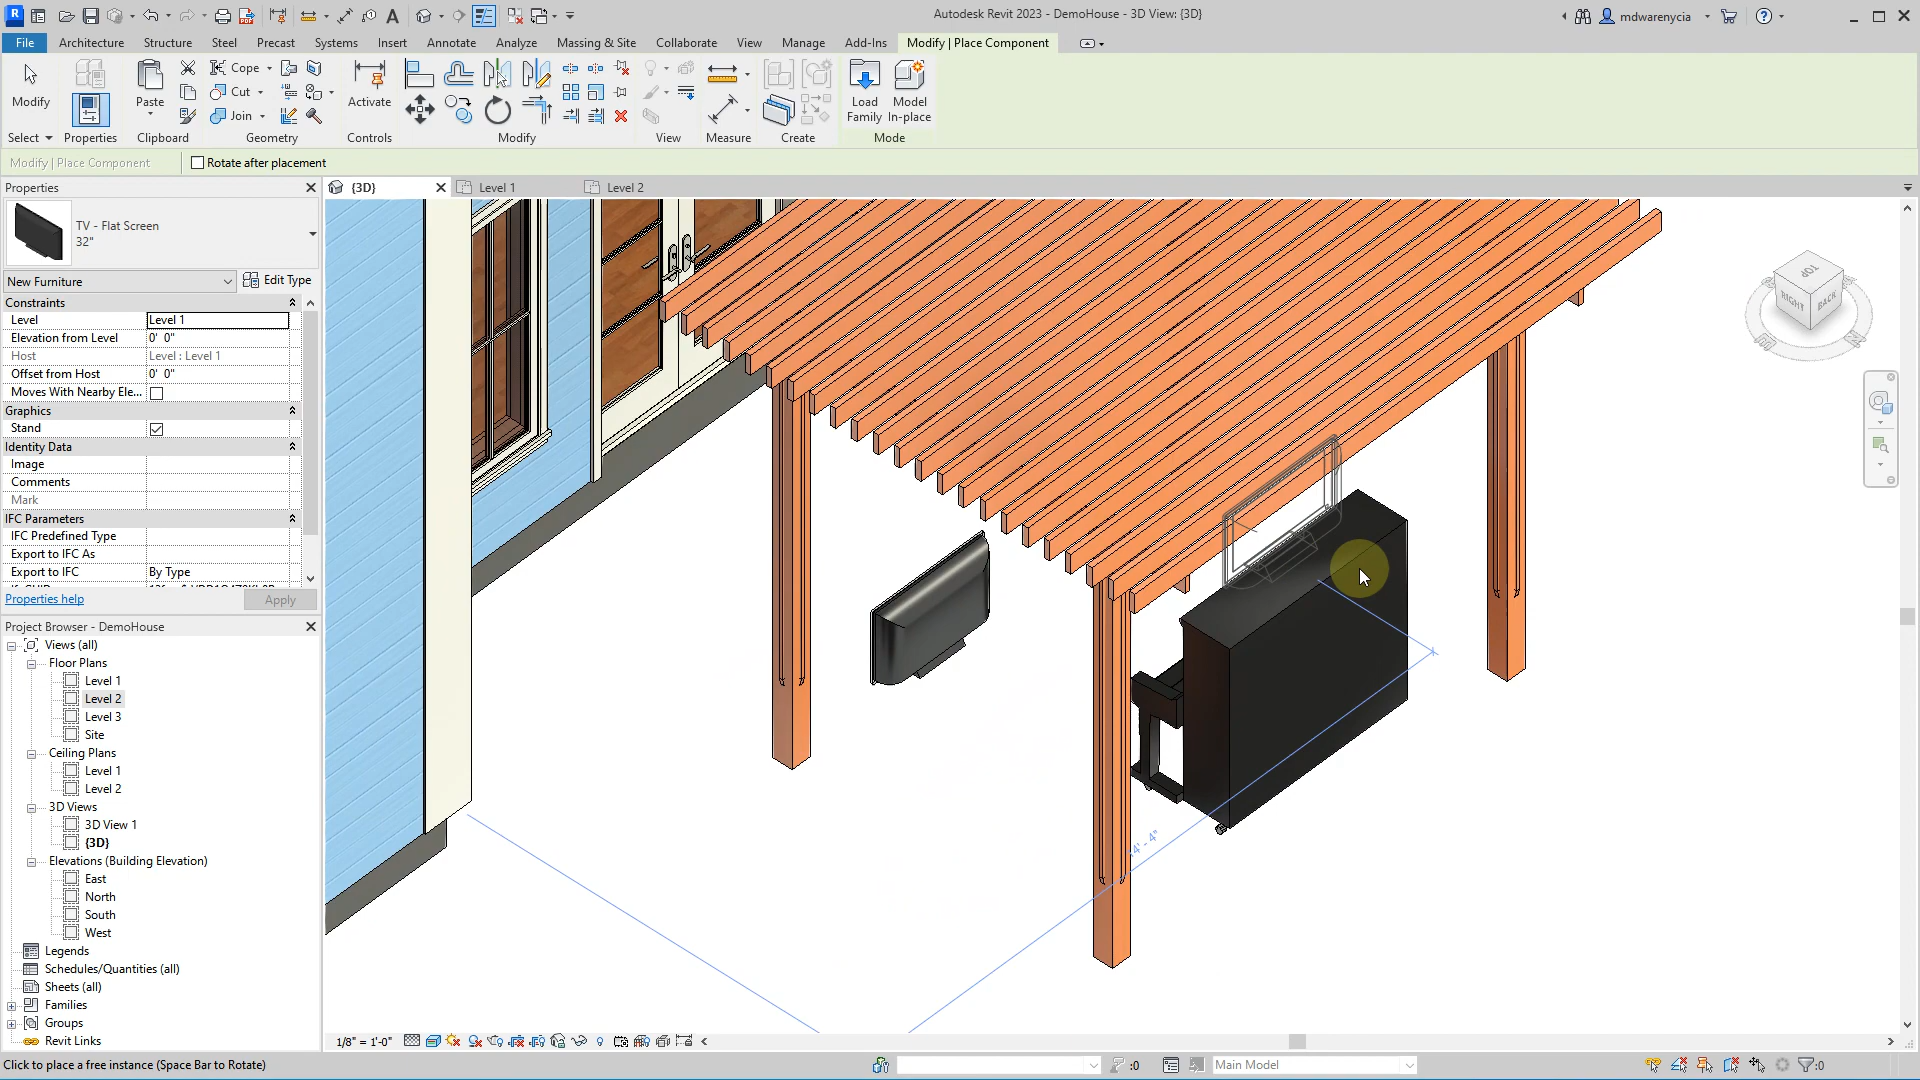 Autodesk Revit 2023 - DemoHouse - 3D View: {3D}
mdwarenycia
File Architecture Structure Steel Precast Systems Insert Annotate Analyze Massing & Site Collaborate View Manage Add-Ins Modify | Place Component
Modify
Paste
Cope
Cut
Join
Activate
Load Family
Model In-place
Select Properties Clipboard Geometry Controls Modify View Measure Create Mode
Modify | Place Component Rotate after placement
Properties
{3D} Level 1 Level 2
TV - Flat Screen
32"
New Furniture Edit Type
Constraints
Level Level 1
Elevation from Level 0' 0"
Host Level : Level 1
Offset from Host 0' 0"
Moves With Nearby Ele...
Graphics
Stand
Identity Data
Image
Comments
Mark
IFC Parameters
IFC Predefined Type
Export to IFC As
Export to IFC By Type
Properties help Apply
Project Browser - DemoHouse
Views (all)
Floor Plans
Level 1
Level 2
Level 3
Site
Ceiling Plans
Level 1
Level 2
3D Views
3D View 1
{3D}
Elevations (Building Elevation)
East
North
South
West
Legends
Schedules/Quantities (all)
Sheets (all)
Families
Groups
Revit Links
TOP
RIGHT BACK
1/8" = 1'-0"
Click to place a free instance (Space Bar to Rotate)
:0
Main Model
:0